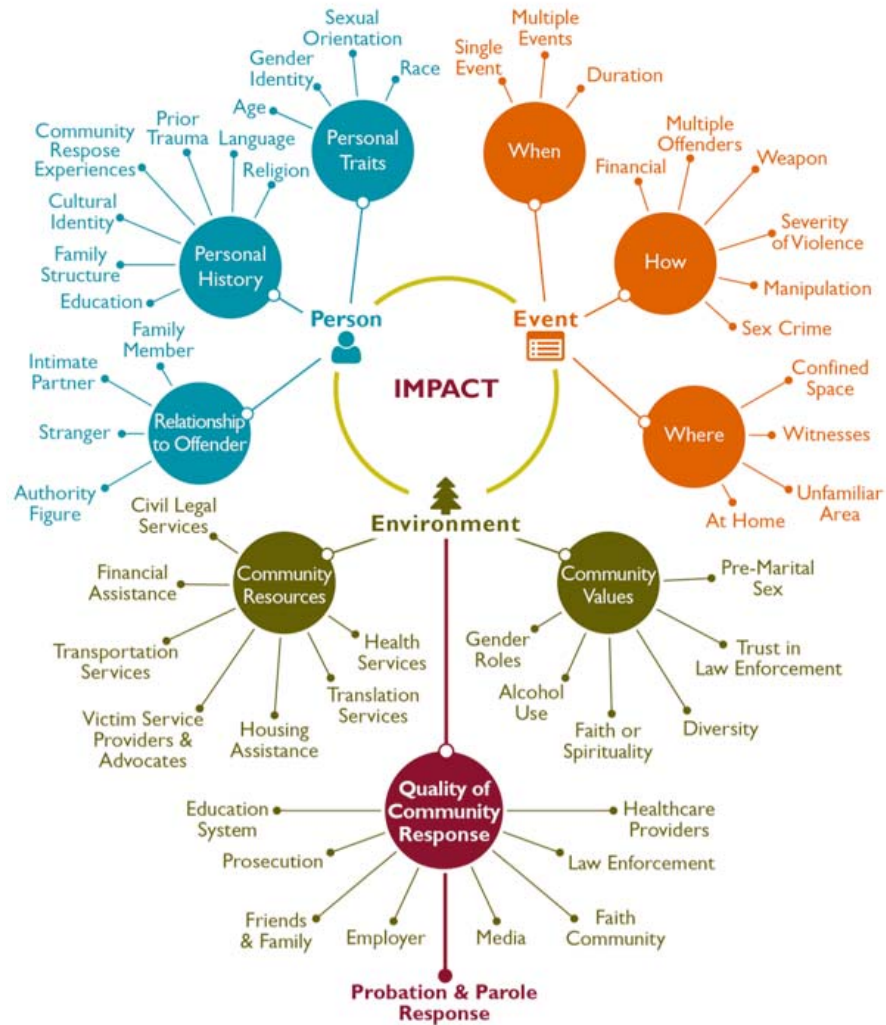 Sexual
Orientation
Gender
Identity
Race
Age
Personal
Traits
Multiple
Events
Single
Event
Duration
When
Community
Respose
Experiences
Prior
Trauma
Language
Religion
Cultural
Identity
Family
Structure
Education
Personal
History
Financial
Multiple
Offenders
Weapon
Severity
of Violence
Manipulation
Sex Crime
How
Person
Event
IMPACT
Family
Member
Intimate
Partner
Stranger
Authority
Figure
Relationship
to Offender
Confined
Space
Witnesses
Unfamiliar
Area
At Home
Where
Environment
Civil Legal
Services
Financial
Assistance
Transportation
Services
Victim Service
Providers &
Advocates
Housing
Assistance
Translation
Services
Health
Services
Community
Resources
Community
Values
Pre-Marital
Sex
Gender
Roles
Trust in
Law Enforcement
Alcohol
Use
Faith or
Spirituality
Diversity
Quality of
Community
Response
Education
System
Prosecution
Friends
& Family
Employer
Media
Faith
Community
Law Enforcement
Healthcare
Providers
Probation & Parole
Response